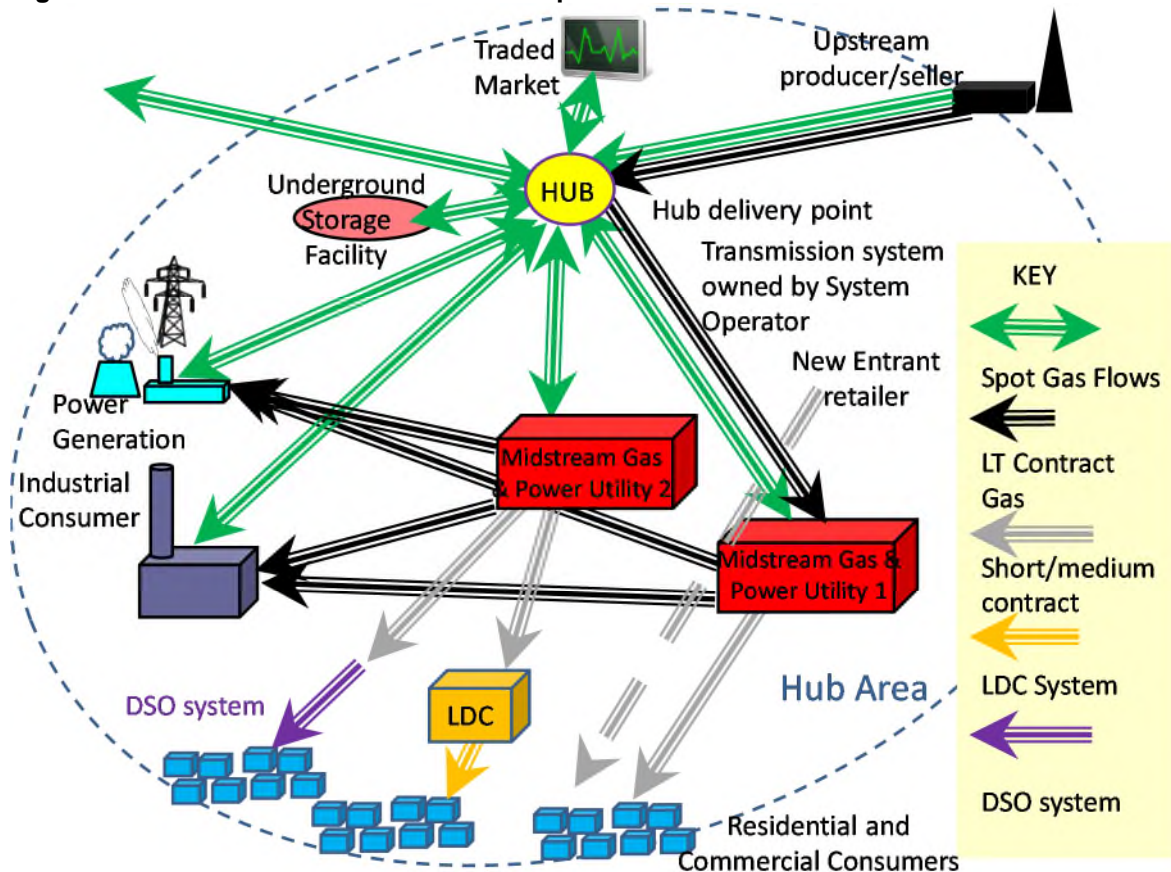 Traded
Market
Upstream
producer/seller
Underground
Storage
Facility
HUB
Hub delivery point
Transmission system
owned by System
Operator
New Entrant
retailer
Power
Generation
Industrial
Consumer
Midstream Gas
& Power Utility 2
Midstream Gas &
Power Utility 1
DSO system
LDC
Hub Area
Residential and
Commercial Consumers
KEY
Spot Gas Flows
LT Contract
Gas
Short/medium
contract
LDC System
DSO system